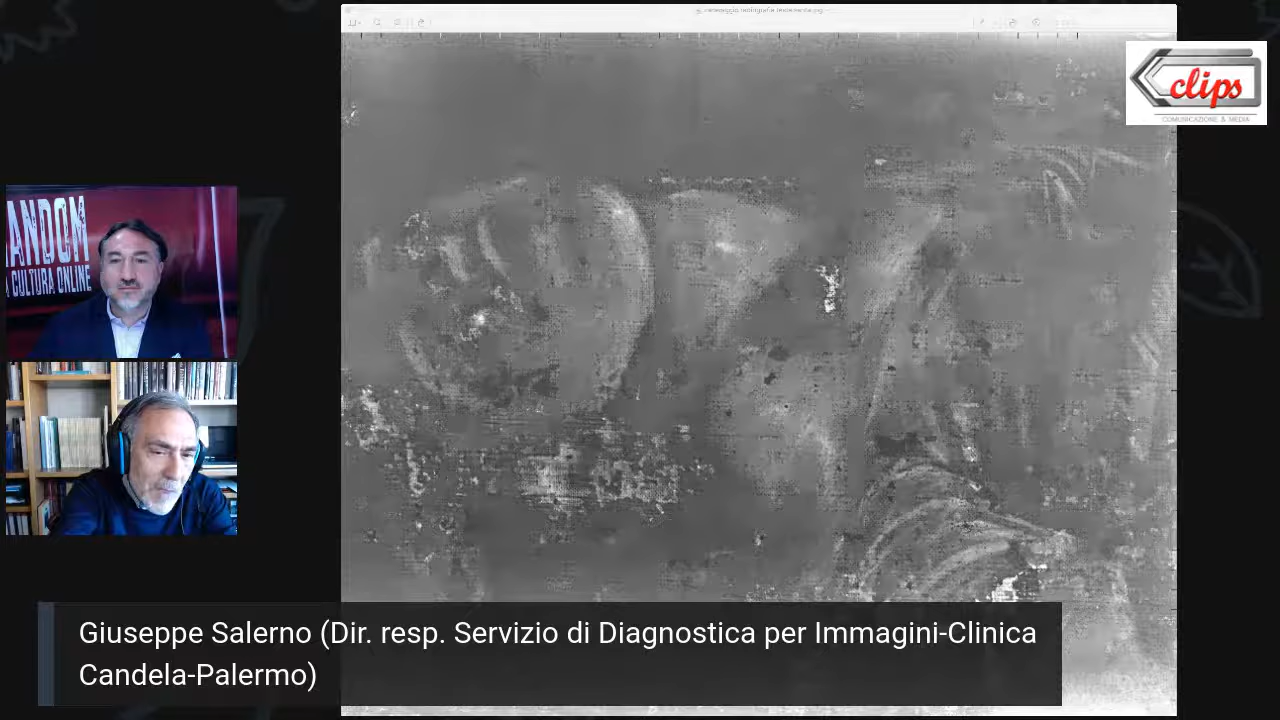 clips
COMUNICAZIONE & MEDIA
ANDOM
CULTURA ONLINE
Giuseppe Salerno (Dir. resp. Servizio di Diagnostica per Immagini-Clinica
Candela-Palermo)